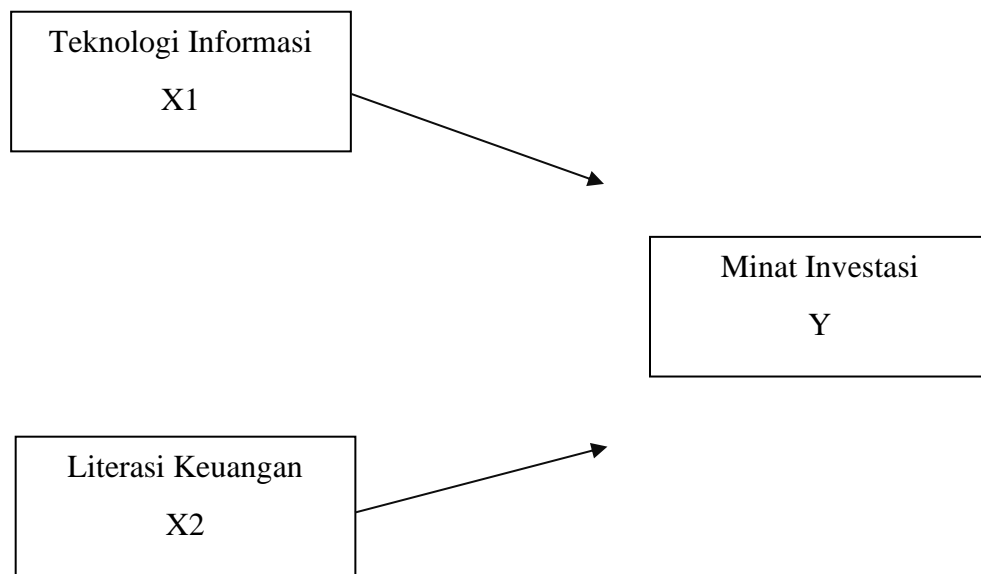 Teknologi Informasi
X1
Minat Investasi
Y
Literasi Keuangan
X2